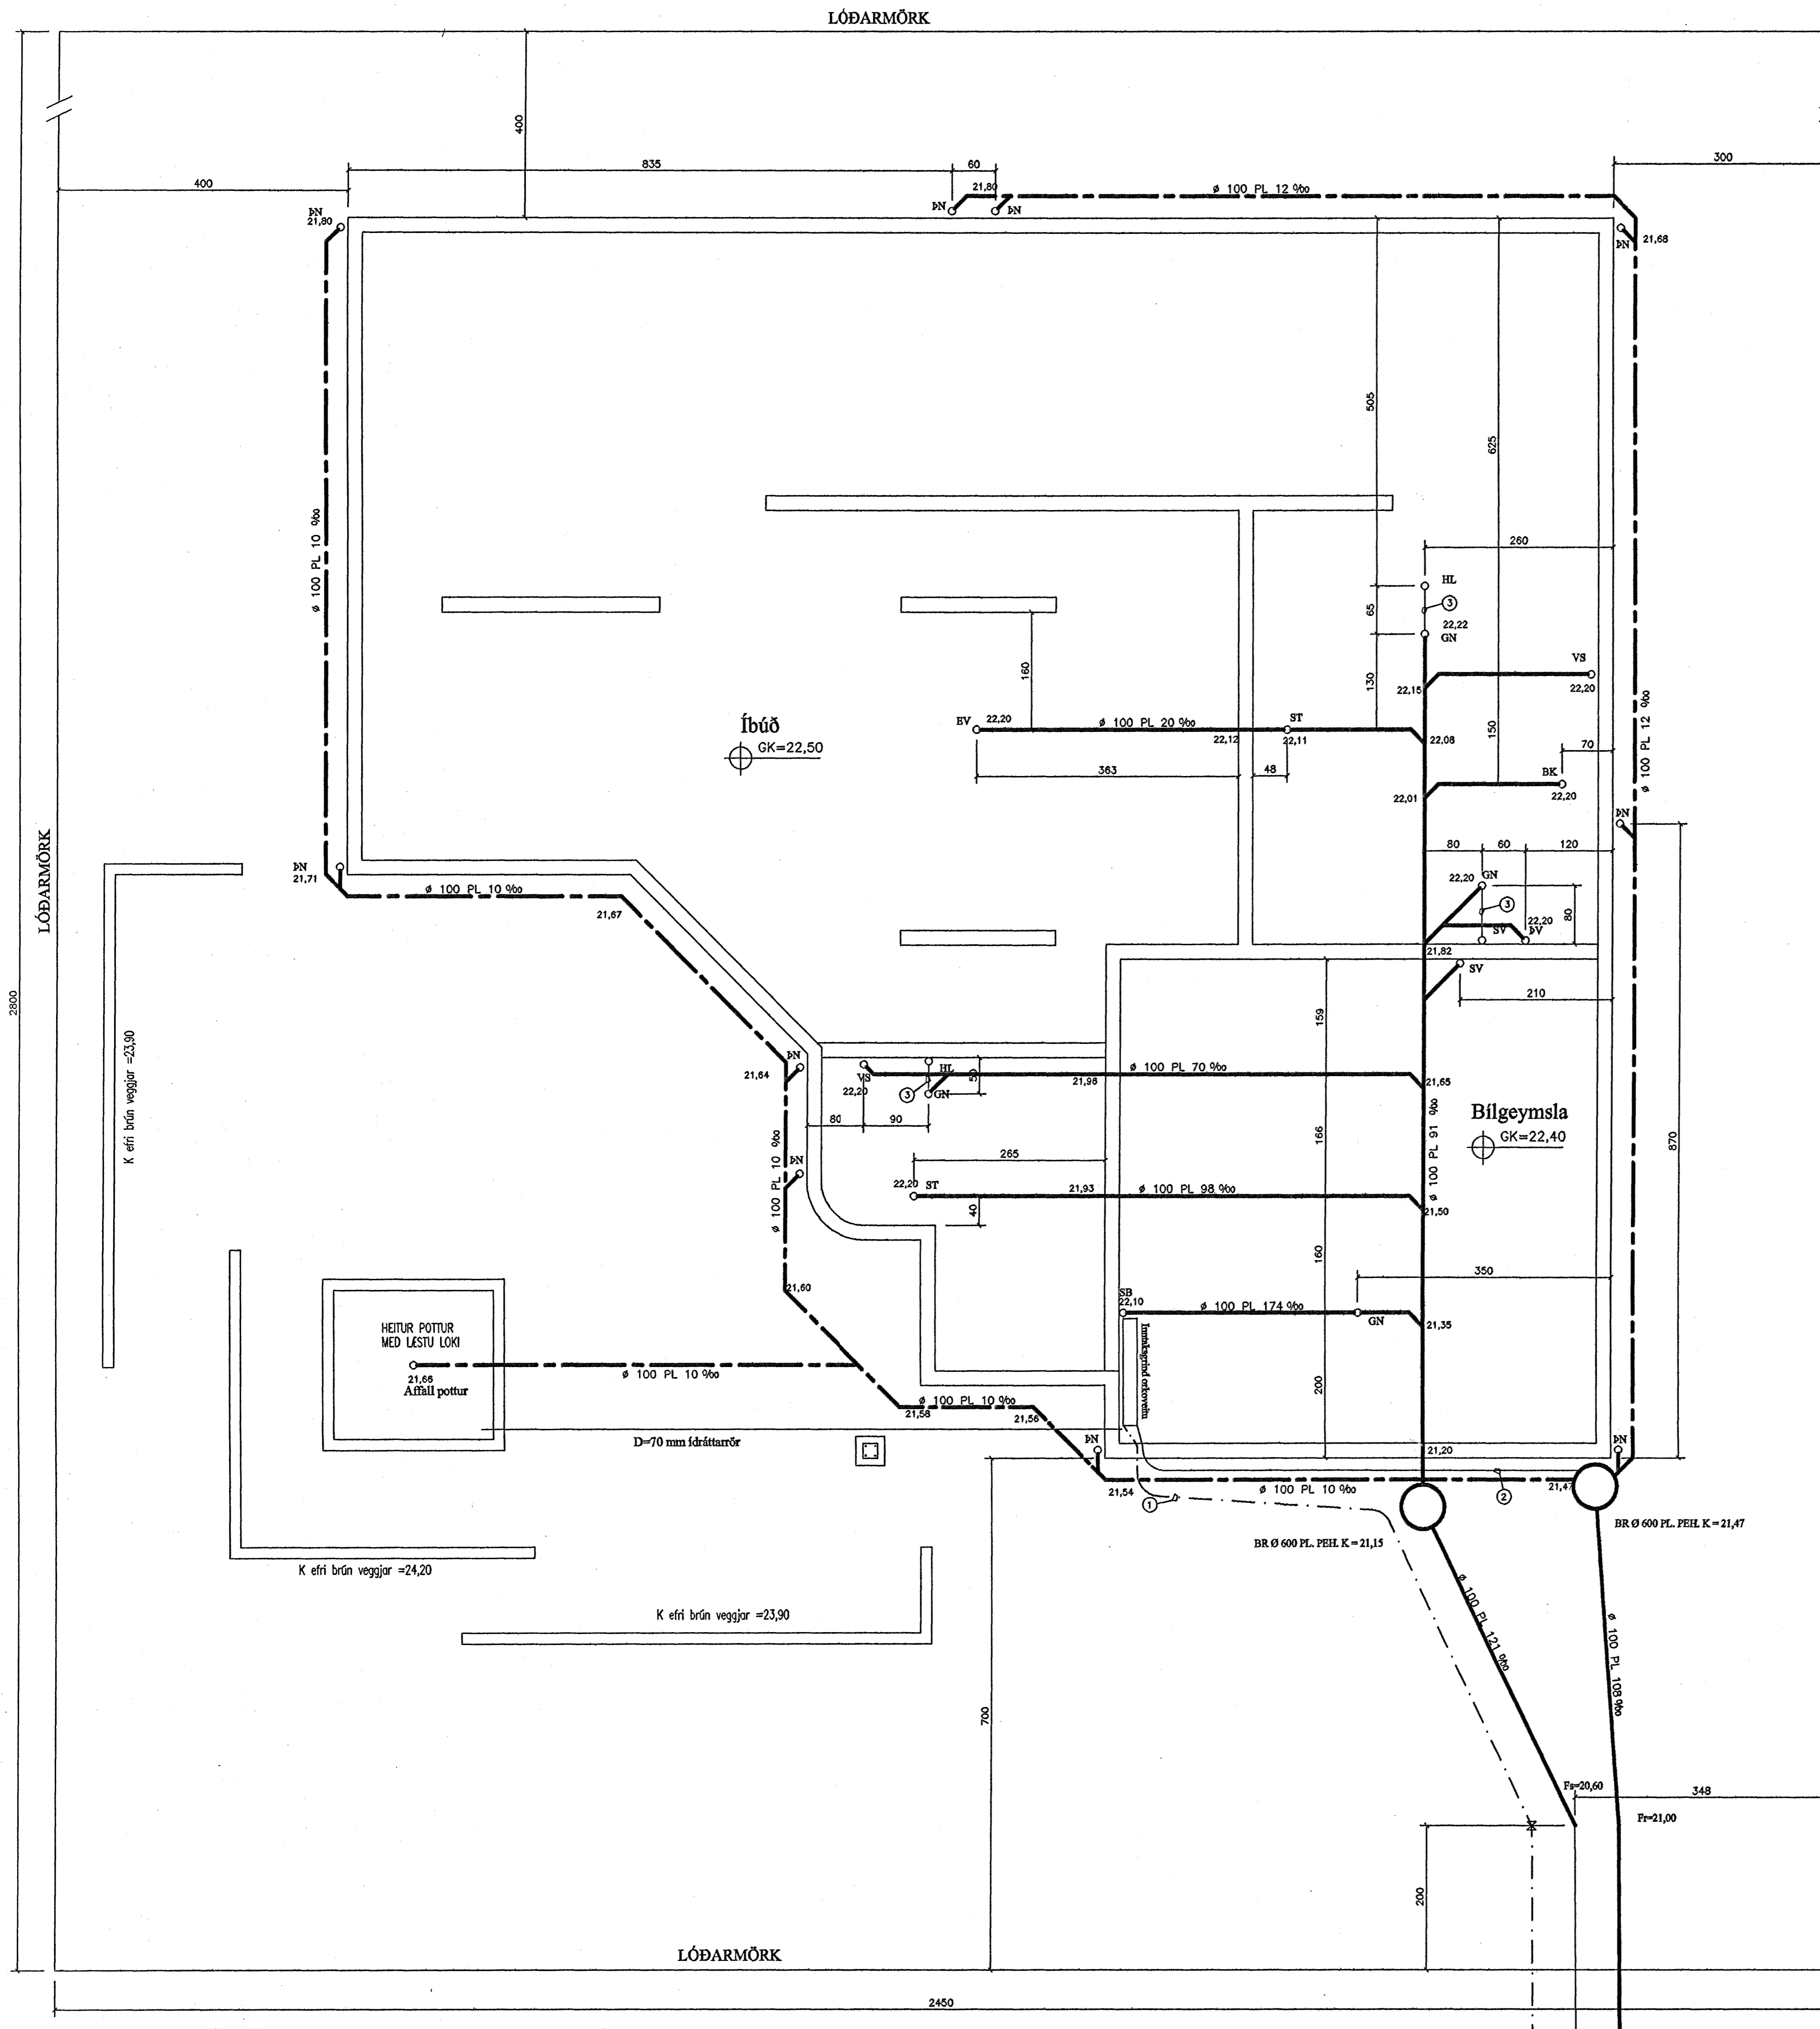 LÓÐARMÖRK
400
835
60
300
400
21,80
ø 100 PL 12 ‰
ÞN
21,80
ÞN
ÞN
ÞN
21,68
505
625
ø 100 PL 10 ‰
260
HL
3
65
22,22
GN
160
130
VS
22,15
22,20
Íbúð
GK=22,50
EV
22,20
ø 100 PL 20 ‰
22,12
ST
22,11
22,08
150
70
ø 100 PL 12 ‰
363
48
BK
22,01
22,20
ÞN
LÓÐARMÖRK
80
60
120
ÞN
21,71
ø 100 PL 10 ‰
21,67
22,20
GN
3
80
22,20
SV
ÞV
21,82
SV
210
2800
159
K efri brún veggjar =23,90
ÞN
21,64
VS
22,20
HL
3
GN
50
21,96
ø 100 PL 70 ‰
21,65
80
90
Bílgeymsla
GK=22,40
ø 100 PL 91 ‰
870
166
265
ÞN
ø 100 PL 10 ‰
22,20
ST
21,93
ø 100 PL 98 ‰
21,50
40
160
350
21,60
SB
22,10
ø 100 PL 174 ‰
GN
21,35
HEITUR POTTUR
MED LÆSTU LOKI
21,66
Affall pottur
ø 100 PL 10 ‰
Inntaksgrind orkuveitu
200
ø 100 PL 10 ‰
21,58
21,56
D=70 mm ídráttarrör
ÞN
21,20
ÞN
21,54
1
ø 100 PL 10 ‰
2
21,47
BR Ø 600 PL. PEH. K = 21,47
BR Ø 600 PL. PEH. K = 21,15
K efri brún veggjar =24,20
K efri brún veggjar =23,90
ø 100 PL 121 ‰
ø 100 PL 108 ‰
700
Fs=20,60
348
Fr=21,00
200
LÓÐARMÖRK
2450